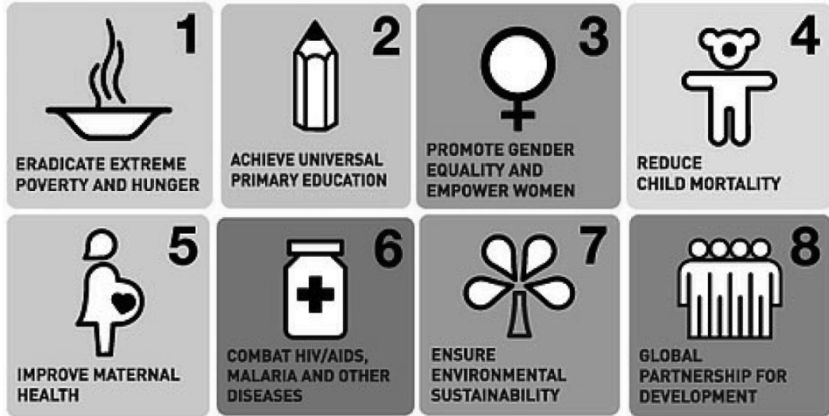 1
ERADICATE EXTREME
POVERTY AND HUNGER
2
ACHIEVE UNIVERSAL
PRIMARY EDUCATION
3
PROMOTE GENDER
EQUALITY AND
EMPOWER WOMEN
4
REDUCE
CHILD MORTALITY
5
IMPROVE MATERNAL
HEALTH
6
COMBAT HIV/AIDS,
MALARIA AND OTHER
DISEASES
7
ENSURE
ENVIRONMENTAL
SUSTAINABILITY
8
GLOBAL
PARTNERSHIP FOR
DEVELOPMENT